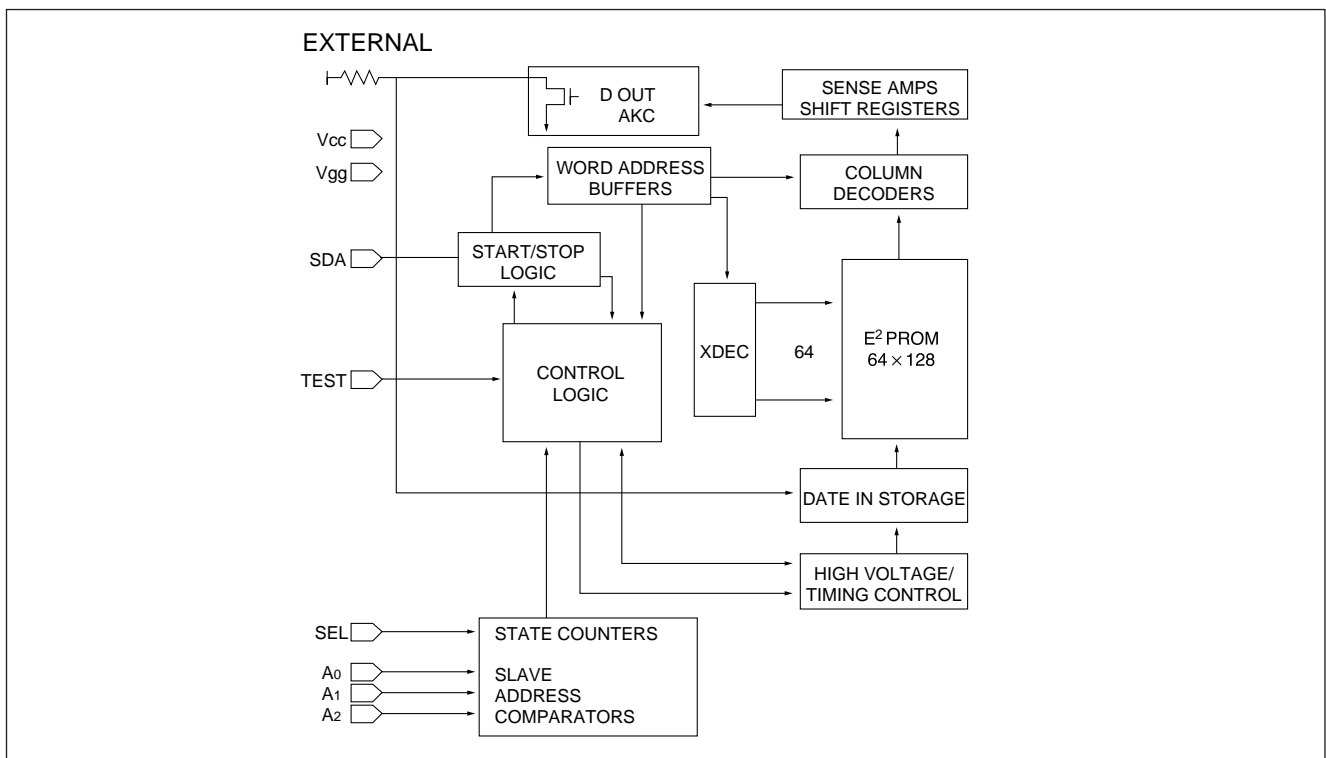 EXTERNAL
D OUT
AKC
SENSE AMPS
SHIFT REGISTERS
Vcc
Vgg
WORD ADDRESS
BUFFERS
COLUMN
DECODERS
SDA
START/STOP
LOGIC
XDEC
64
E² PROM
64 × 128
TEST
CONTROL
LOGIC
DATE IN STORAGE
HIGH VOLTAGE/
TIMING CONTROL
SEL
STATE COUNTERS
A0
SLAVE
A1
ADDRESS
A2
COMPARATORS